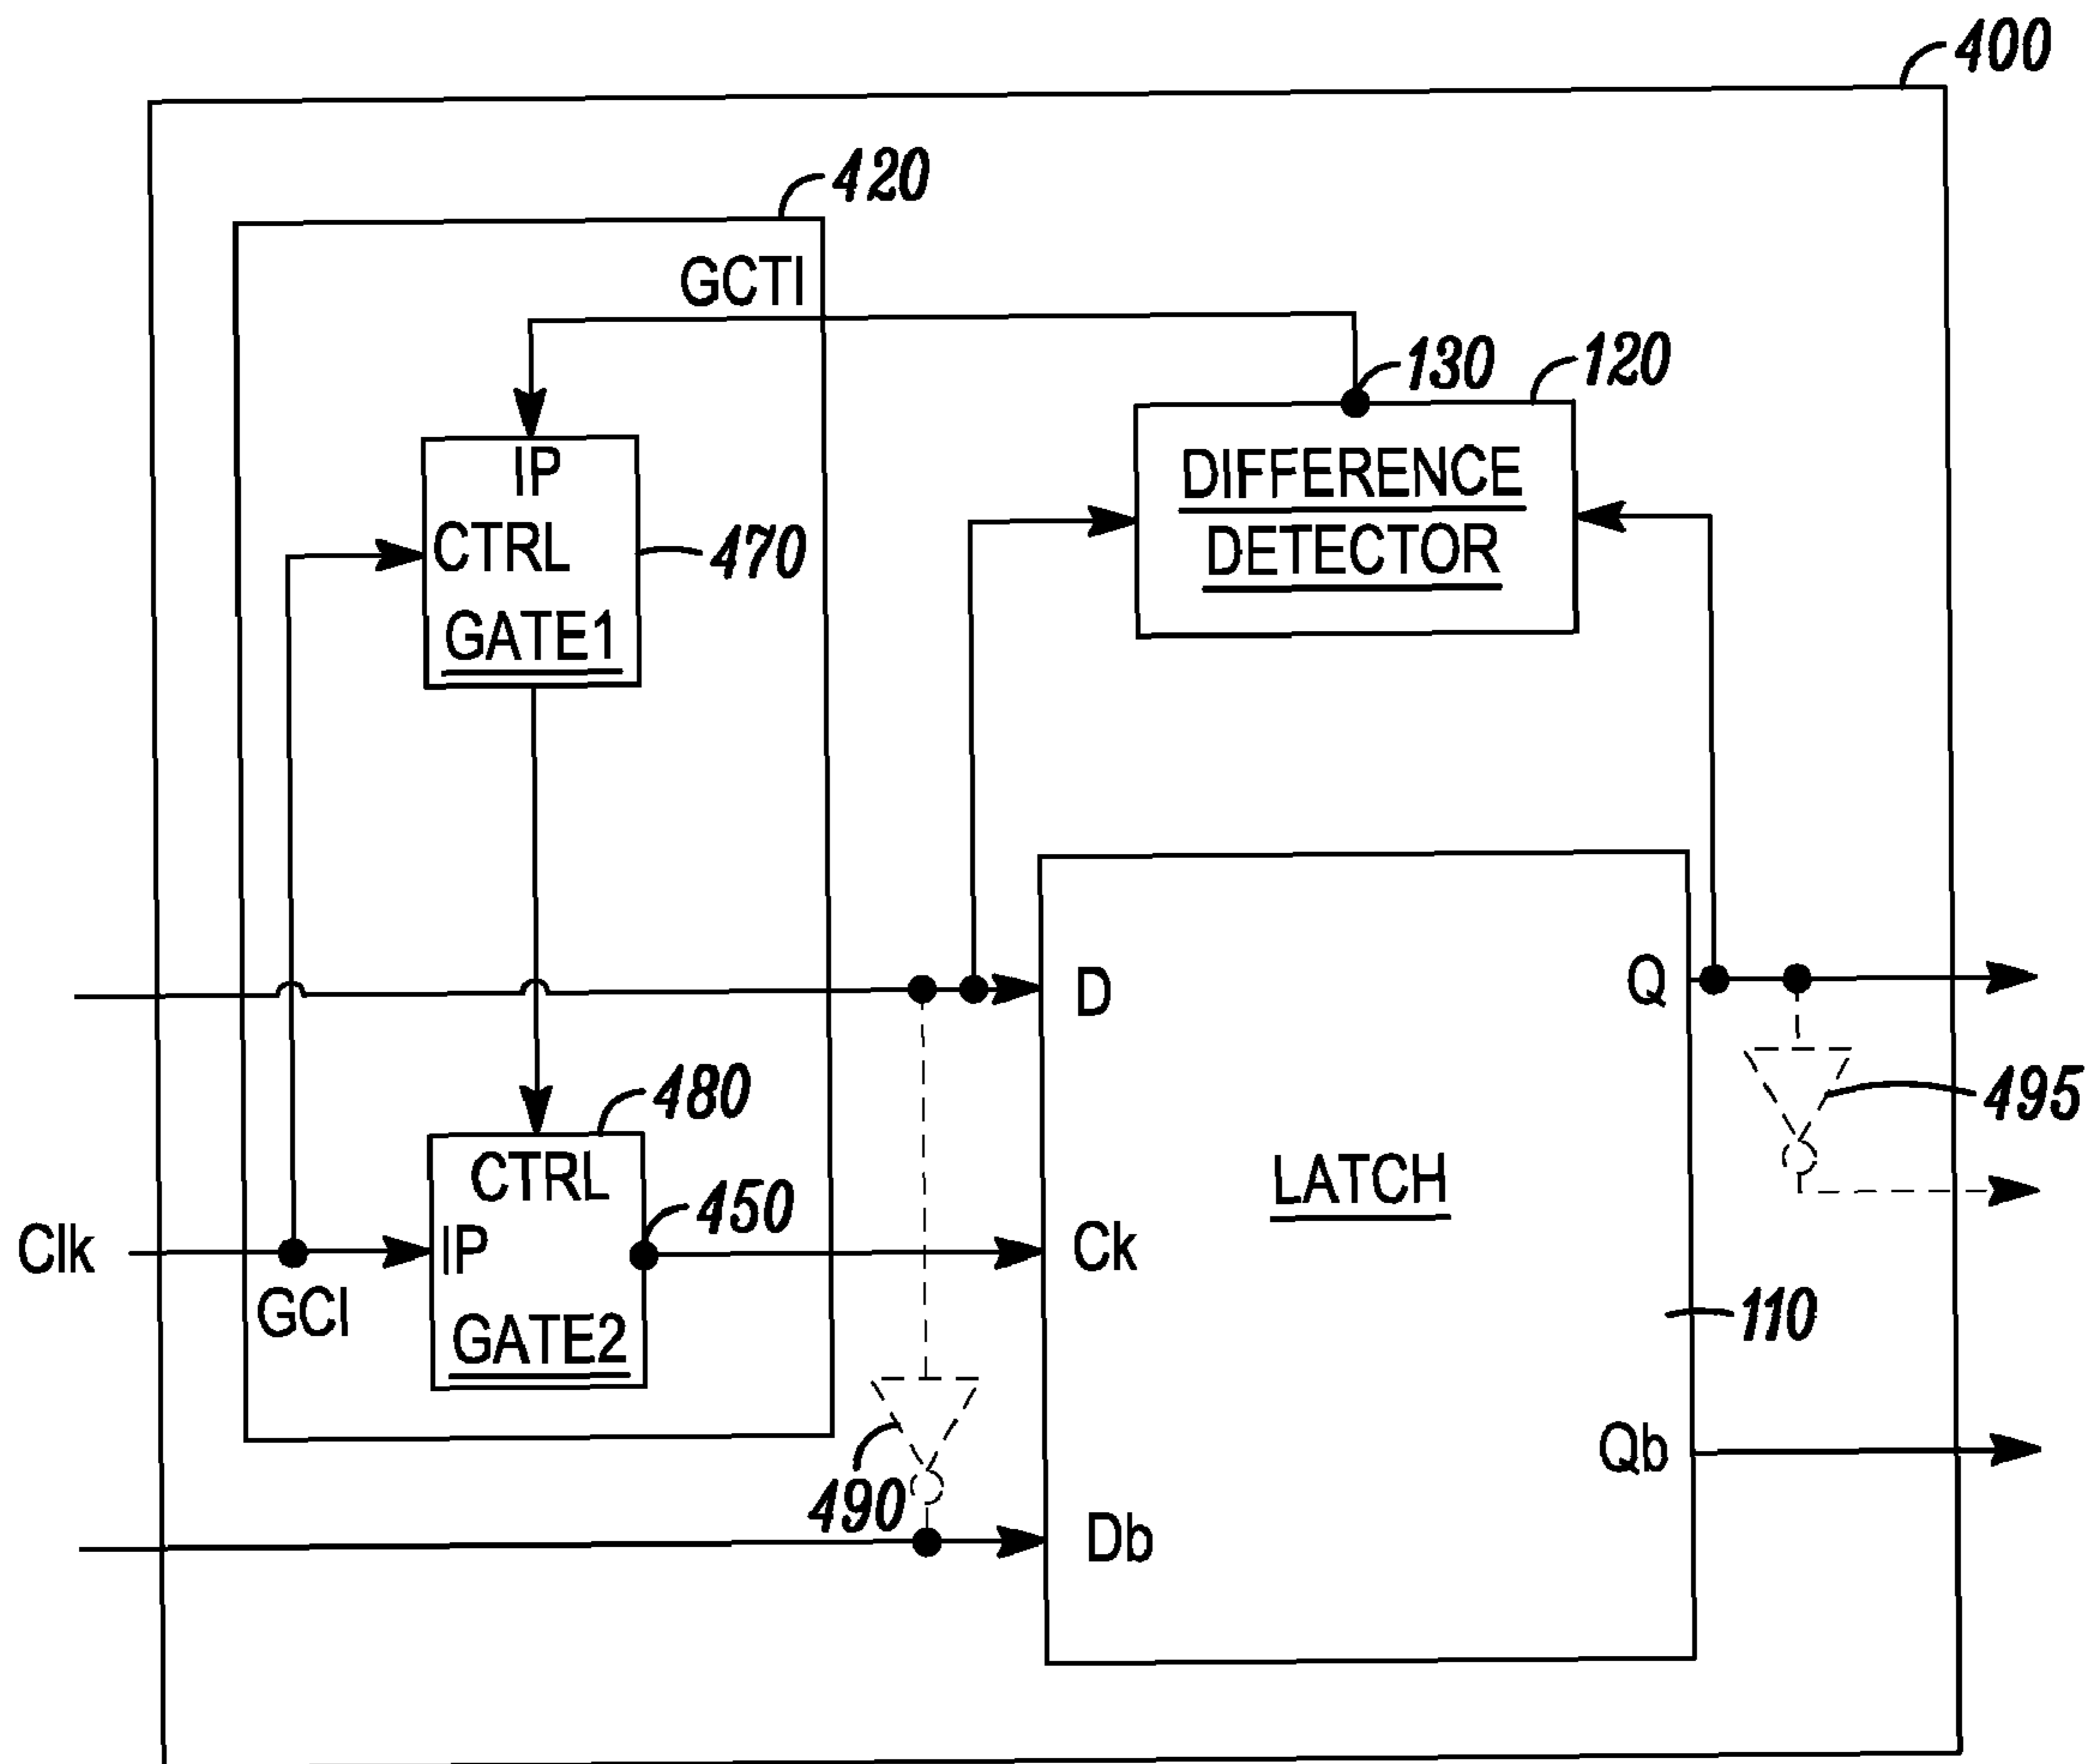 400
420
GCTI
130
120
IP
CTRL
GATE1
470
DIFFERENCE
DETECTOR
D
Q
480
495
CTRL
450
LATCH
Clk
IP
Ck
GCI
GATE2
110
Qb
490
Db